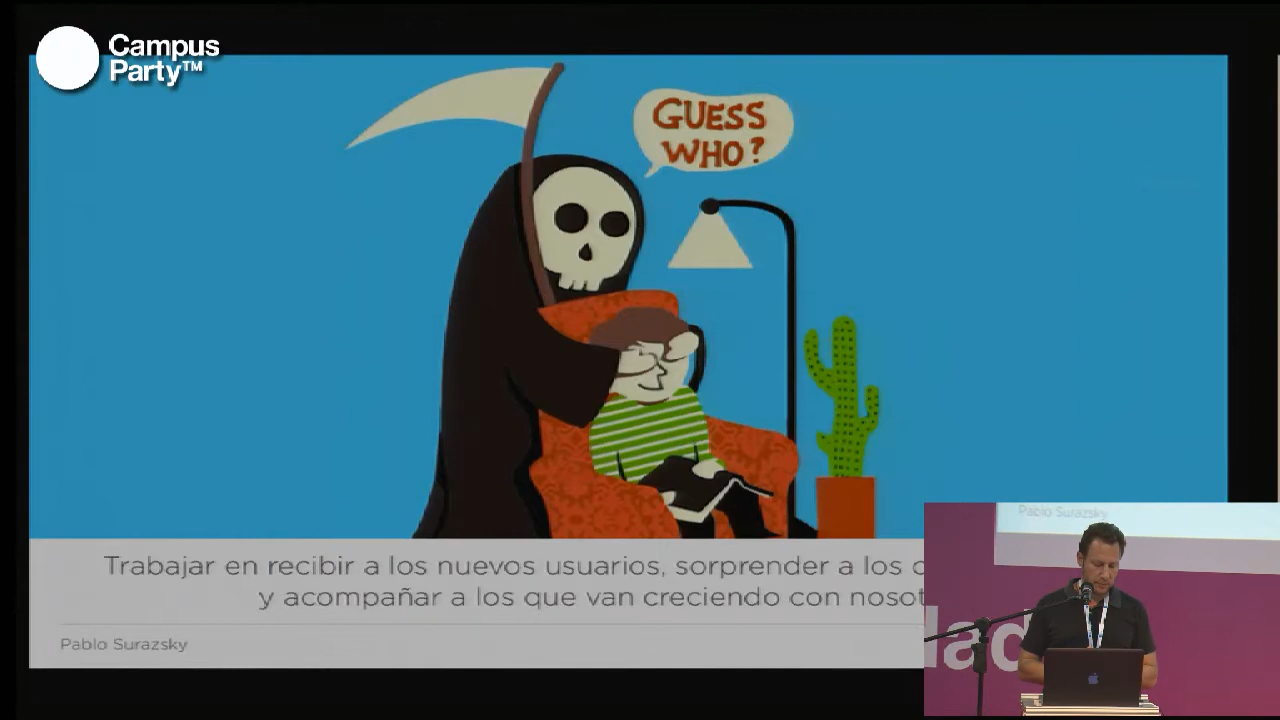 Campus
Party™
GUESS
WHO?
Trabajar en recibir a los nuevos usuarios, sorprender a los
y acompañar a los que van creciendo con
Pablo Surazsky
Pablo Surazsky